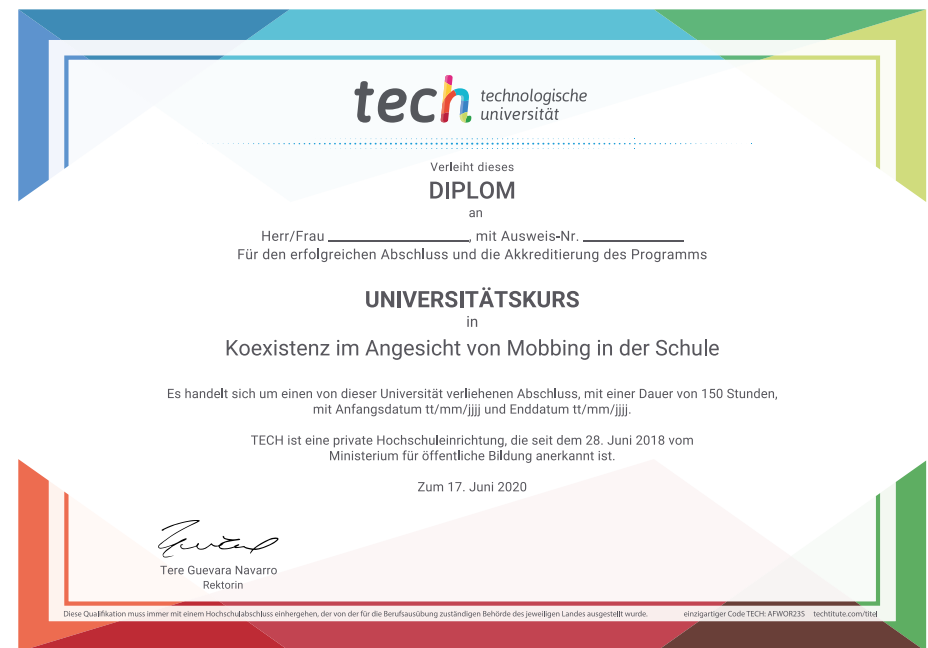 tech technologische
universität
Verleiht dieses
DIPLOM
an
Herr/Frau ____________, mit Ausweis-Nr. ____________
Für den erfolgreichen Abschluss und die Akkreditierung des Programms
UNIVERSITÄTSKURS
in
Koexistenz im Angesicht von Mobbing in der Schule
Es handelt sich um einen von dieser Universität verliehenen Abschluss, mit einer Dauer von 150 Stunden,
mit Anfangsdatum tt/mm/jjjj und Enddatum tt/mm/jjjj.
TECH ist eine private Hochschuleinrichtung, die seit dem 28. Juni 2018 vom
Ministerium für öffentliche Bildung anerkannt ist.
Zum 17. Juni 2020
Tere Guevara Navarro
Rektorin
Diese Qualifikation muss immer mit einem Hochschulabschluss einhergehen, der von der für die Berufsausübung zuständigen Behörde des jeweiligen Landes ausgestellt wurde. einzigartiger Code TECH: AFWOR23S techtitute.com/titel